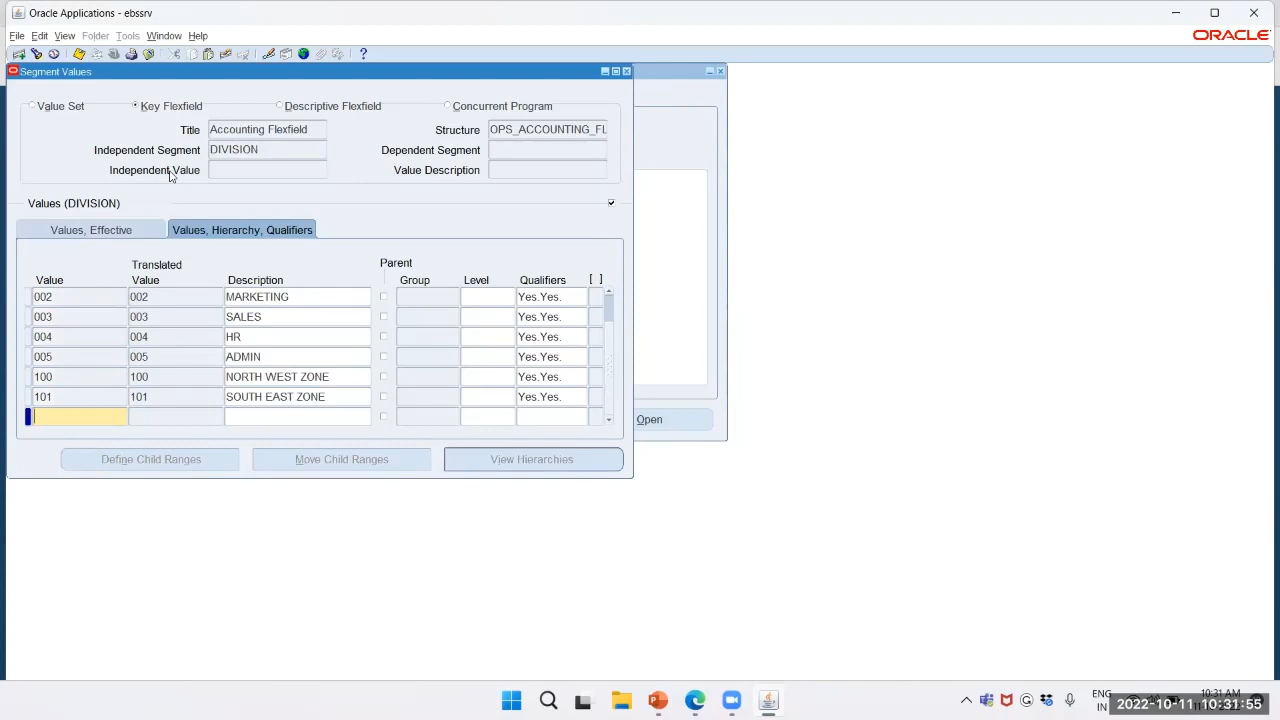 Oracle Applications - ebssrv
File Edit View Folder Tools Window Help
ORACLE
Segment Values
Value Set Key Flexfield Descriptive Flexfield Concurrent Program
Title Accounting Flexfield Structure OPS_ACCOUNTING_FL
Independent Segment DIVISION Dependent Segment
Independent Value Value Description
Values (DIVISION)
Values, Effective Values, Hierarchy, Qualifiers
Translated Parent
Value Value Description Group Level Qualifiers [ ]
002 002 MARKETING Yes.Yes.
003 003 SALES Yes.Yes.
004 004 HR Yes.Yes.
005 005 ADMIN Yes.Yes.
100 100 NORTH WEST ZONE Yes.Yes.
101 101 SOUTH EAST ZONE Yes.Yes.
Open
Define Child Ranges Move Child Ranges View Hierarchies
ENG 10:31 AM
IN
2022-10-11 10:31:55